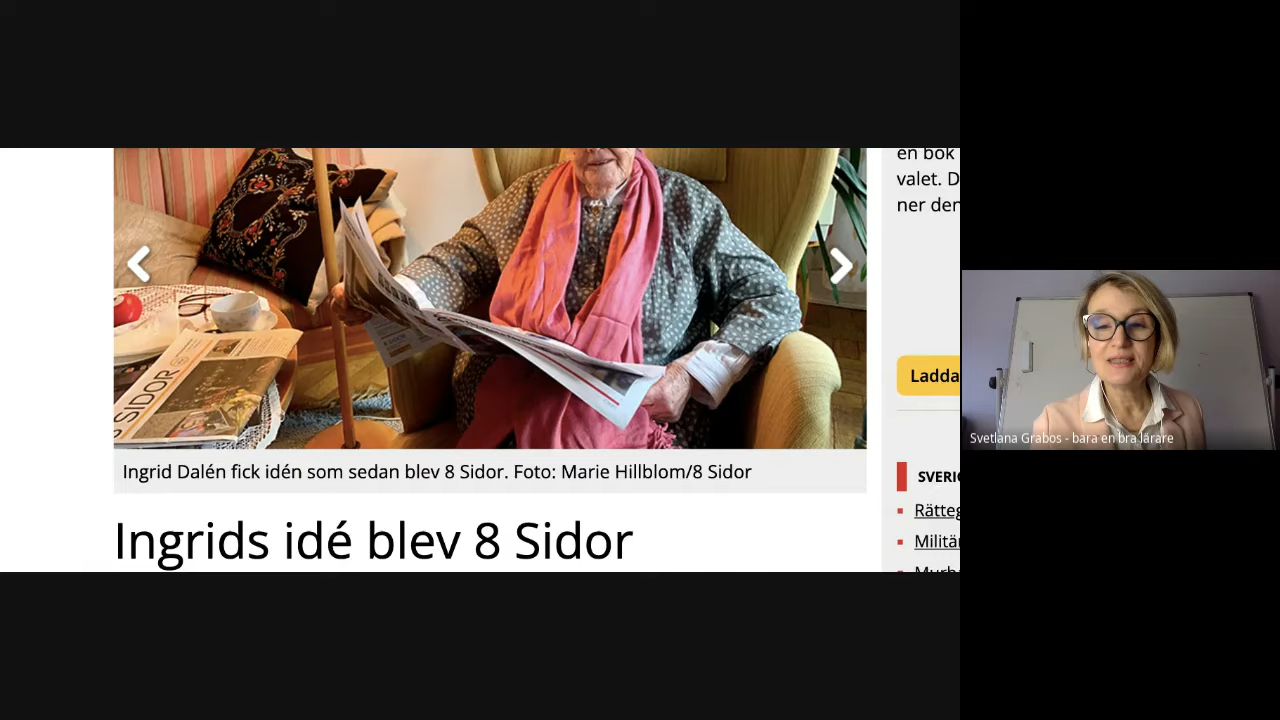 en bok
valet. D
ner den
SIDOR
Ladda
Ingrid Dalén fick idén som sedan blev 8 Sidor. Foto: Marie Hillblom/8 Sidor
Svetlana Grabos - bara en bra lärare
SVERIG
Ingrids idé blev 8 Sidor
Rätteg
Militär